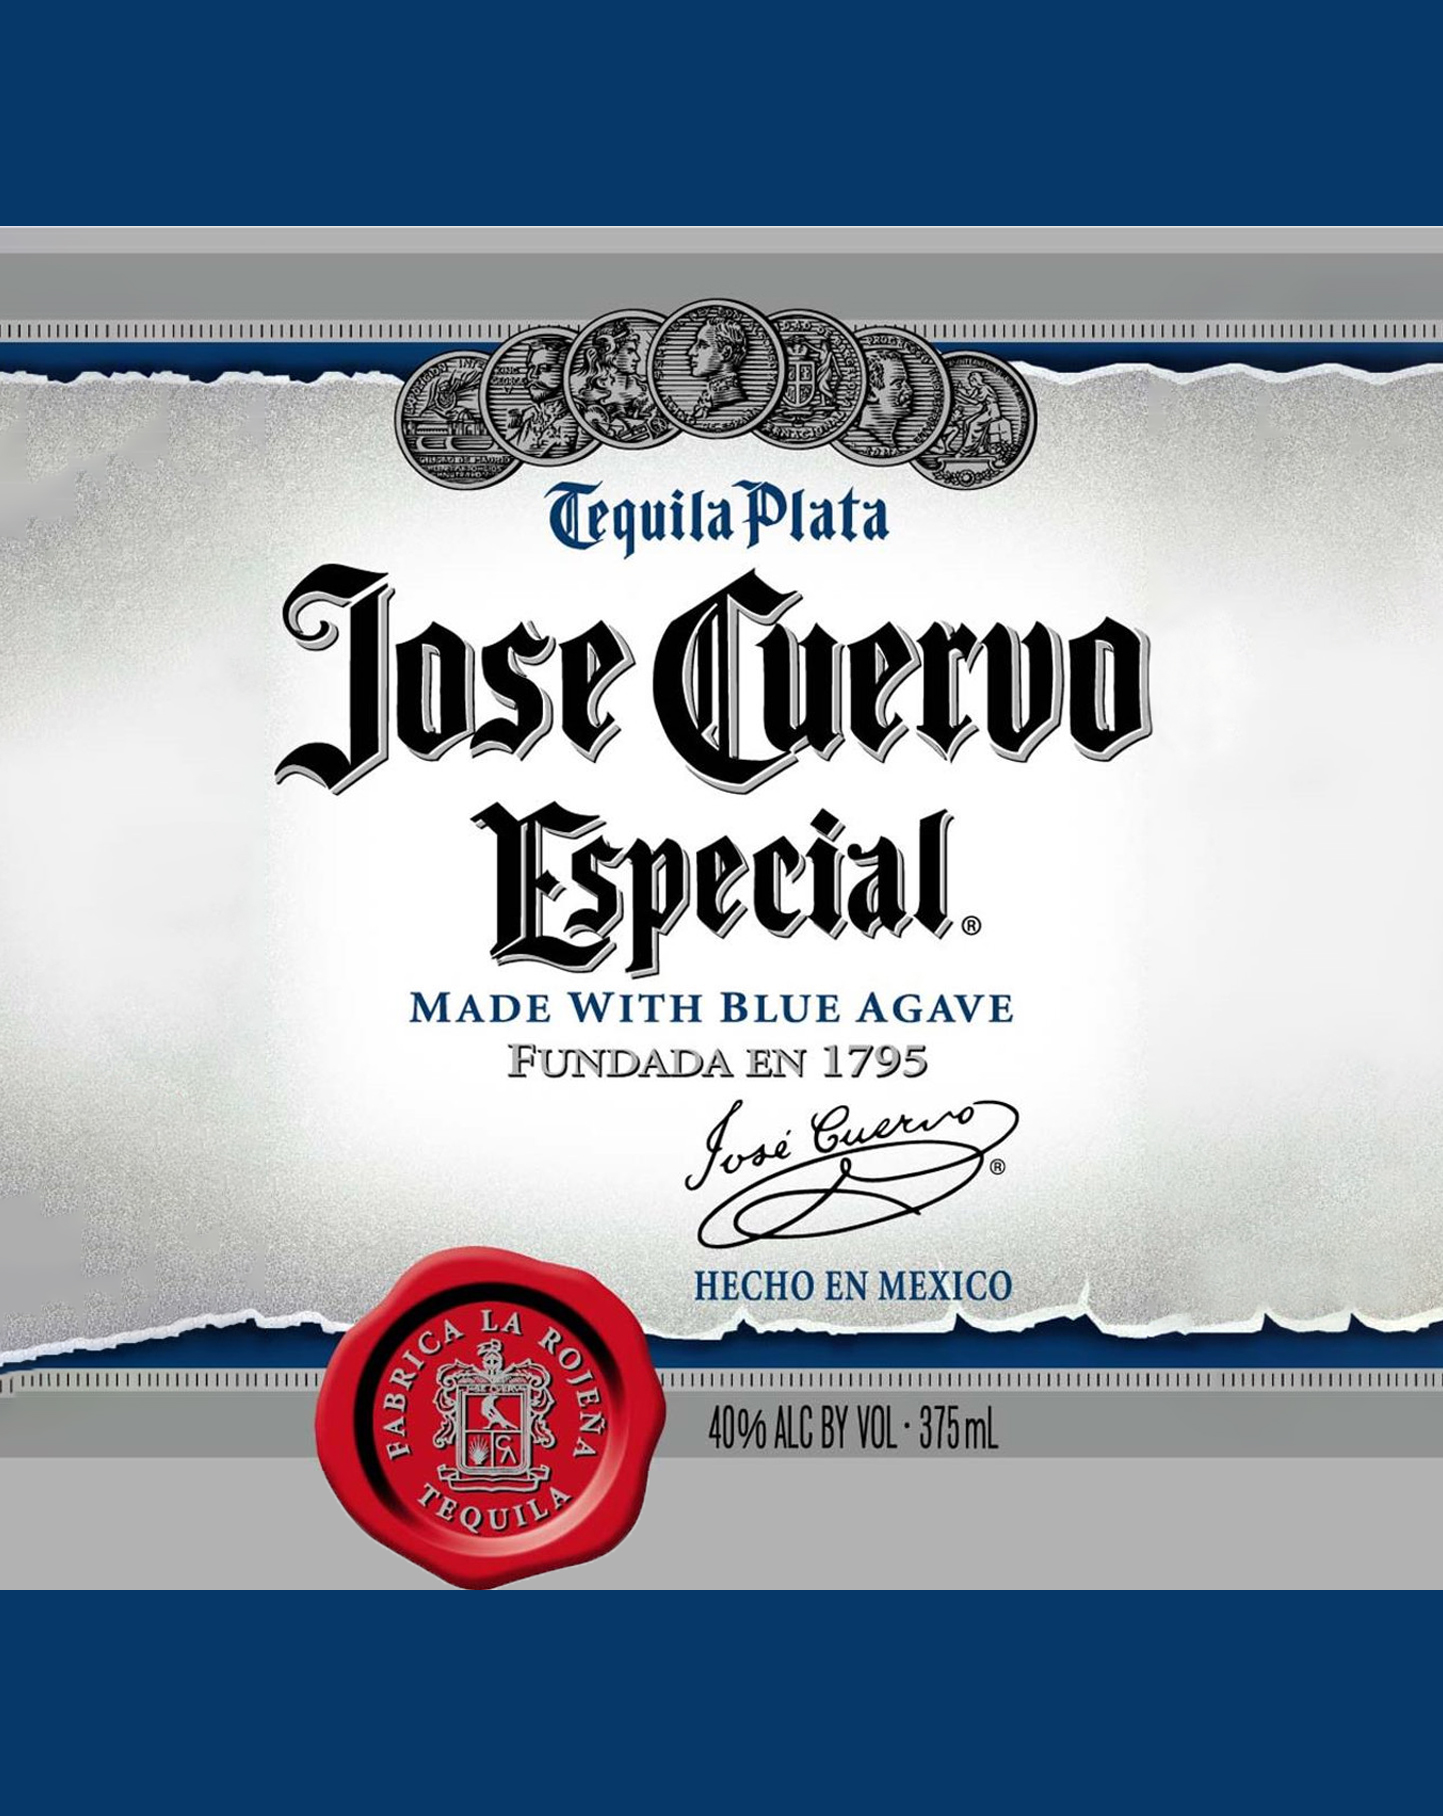 Tequila Plata
Jose Cuervo
Especial®
MADE WITH BLUE AGAVE
FUNDADA EN 1795
José Cuervo ®
HECHO EN MEXICO
FABRICA LA ROJEÑA
TEQUILA
40% ALC BY VOL · 375 mL